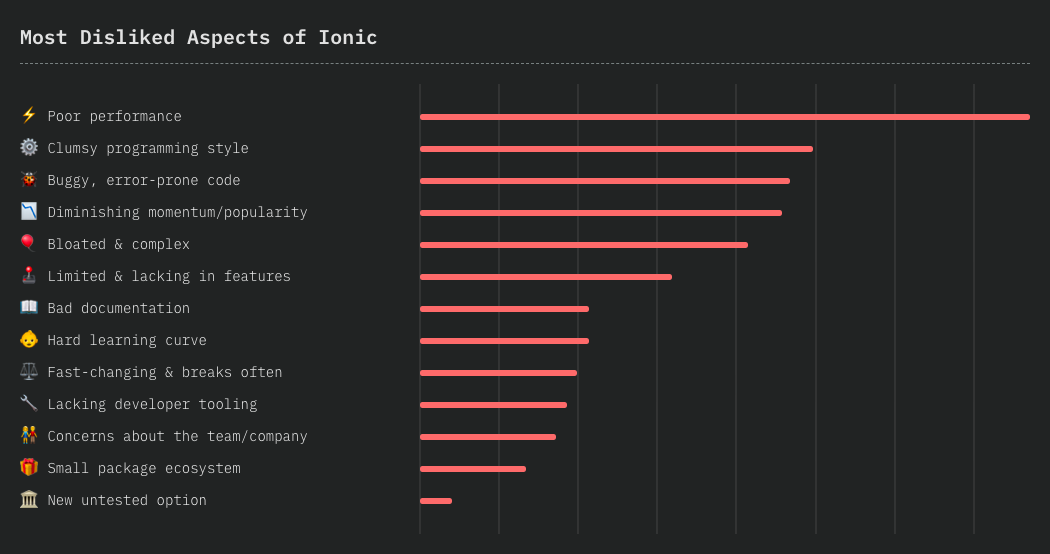 Most Disliked Aspects of Ionic
Poor performance
Clumsy programming style
Buggy, error-prone code
Diminishing momentum/popularity
Bloated & complex
Limited & lacking in features
Bad documentation
Hard learning curve
Fast-changing & breaks often
Lacking developer tooling
Concerns about the team/company
Small package ecosystem
New untested option